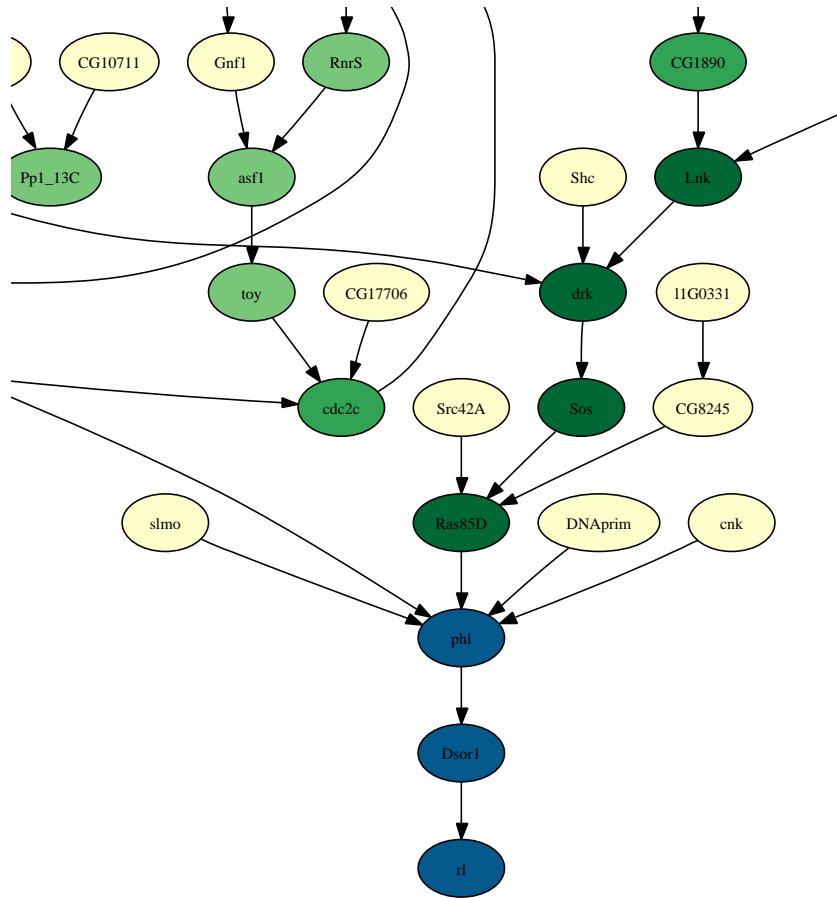 CG10711
Gnf1
RnrS
CG1890
Pp1_13C
asf1
Shc
Lnk
toy
CG17706
drk
l1G0331
cdc2c
Src42A
Sos
CG8245
slmo
Ras85D
DNAprim
cnk
phl
Dsor1
rl